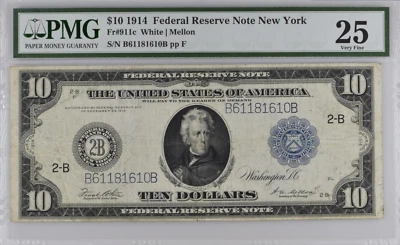 PMG
PAPER MONEY GUARANTY
$10 1914 Federal Reserve Note New York
Fr#911c White | Mellon
S/N B61181610B pp F
25
Very Fine
10 FEDERAL RESERVE NOTE 10
THE UNITED STATES OF AMERICA
WILL PAY TO THE BEARER ON DEMAND
B61181610B
2-B
2-B
2B
2-B
B61181610B
Washington, D.C.
TEN DOLLARS
10 10